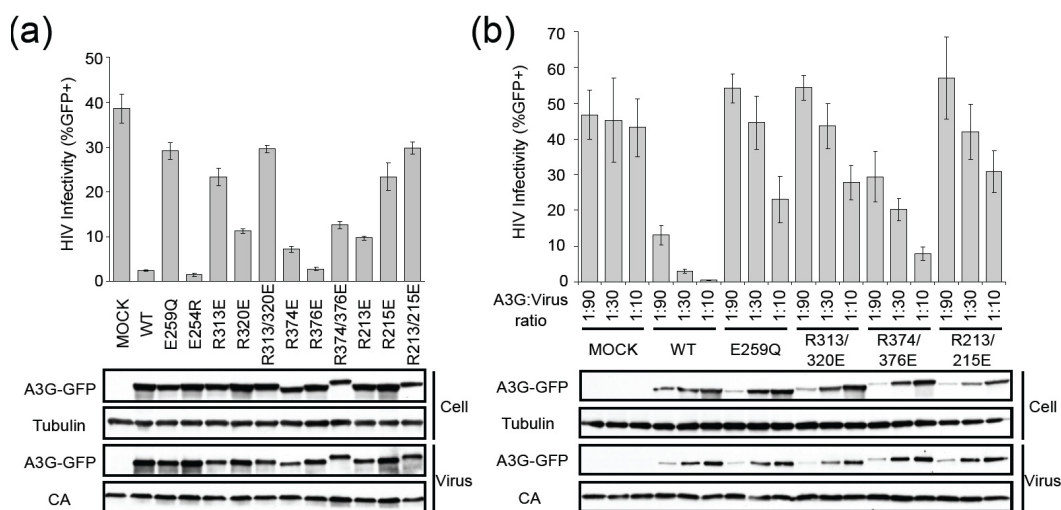 (a)
HIV Infectivity (%GFP+)
50
40
30
20
10
0
MOCK
WT
E259Q
E254R
R313E
R320E
R313/320E
R374E
R376E
R374/376E
R213E
R215E
R213/215E
A3G-GFP
Tubulin
Cell
A3G-GFP
CA
Virus
(b)
HIV Infectivity (%GFP+)
70
60
50
40
30
20
10
0
A3G:Virus ratio
1:90 1:30 1:10 1:90 1:30 1:10 1:90 1:30 1:10 1:90 1:30 1:10 1:90 1:30 1:10 1:90 1:30 1:10
MOCK WT E259Q R313/320E R374/376E R213/215E
A3G-GFP
Tubulin
Cell
A3G-GFP
CA
Virus